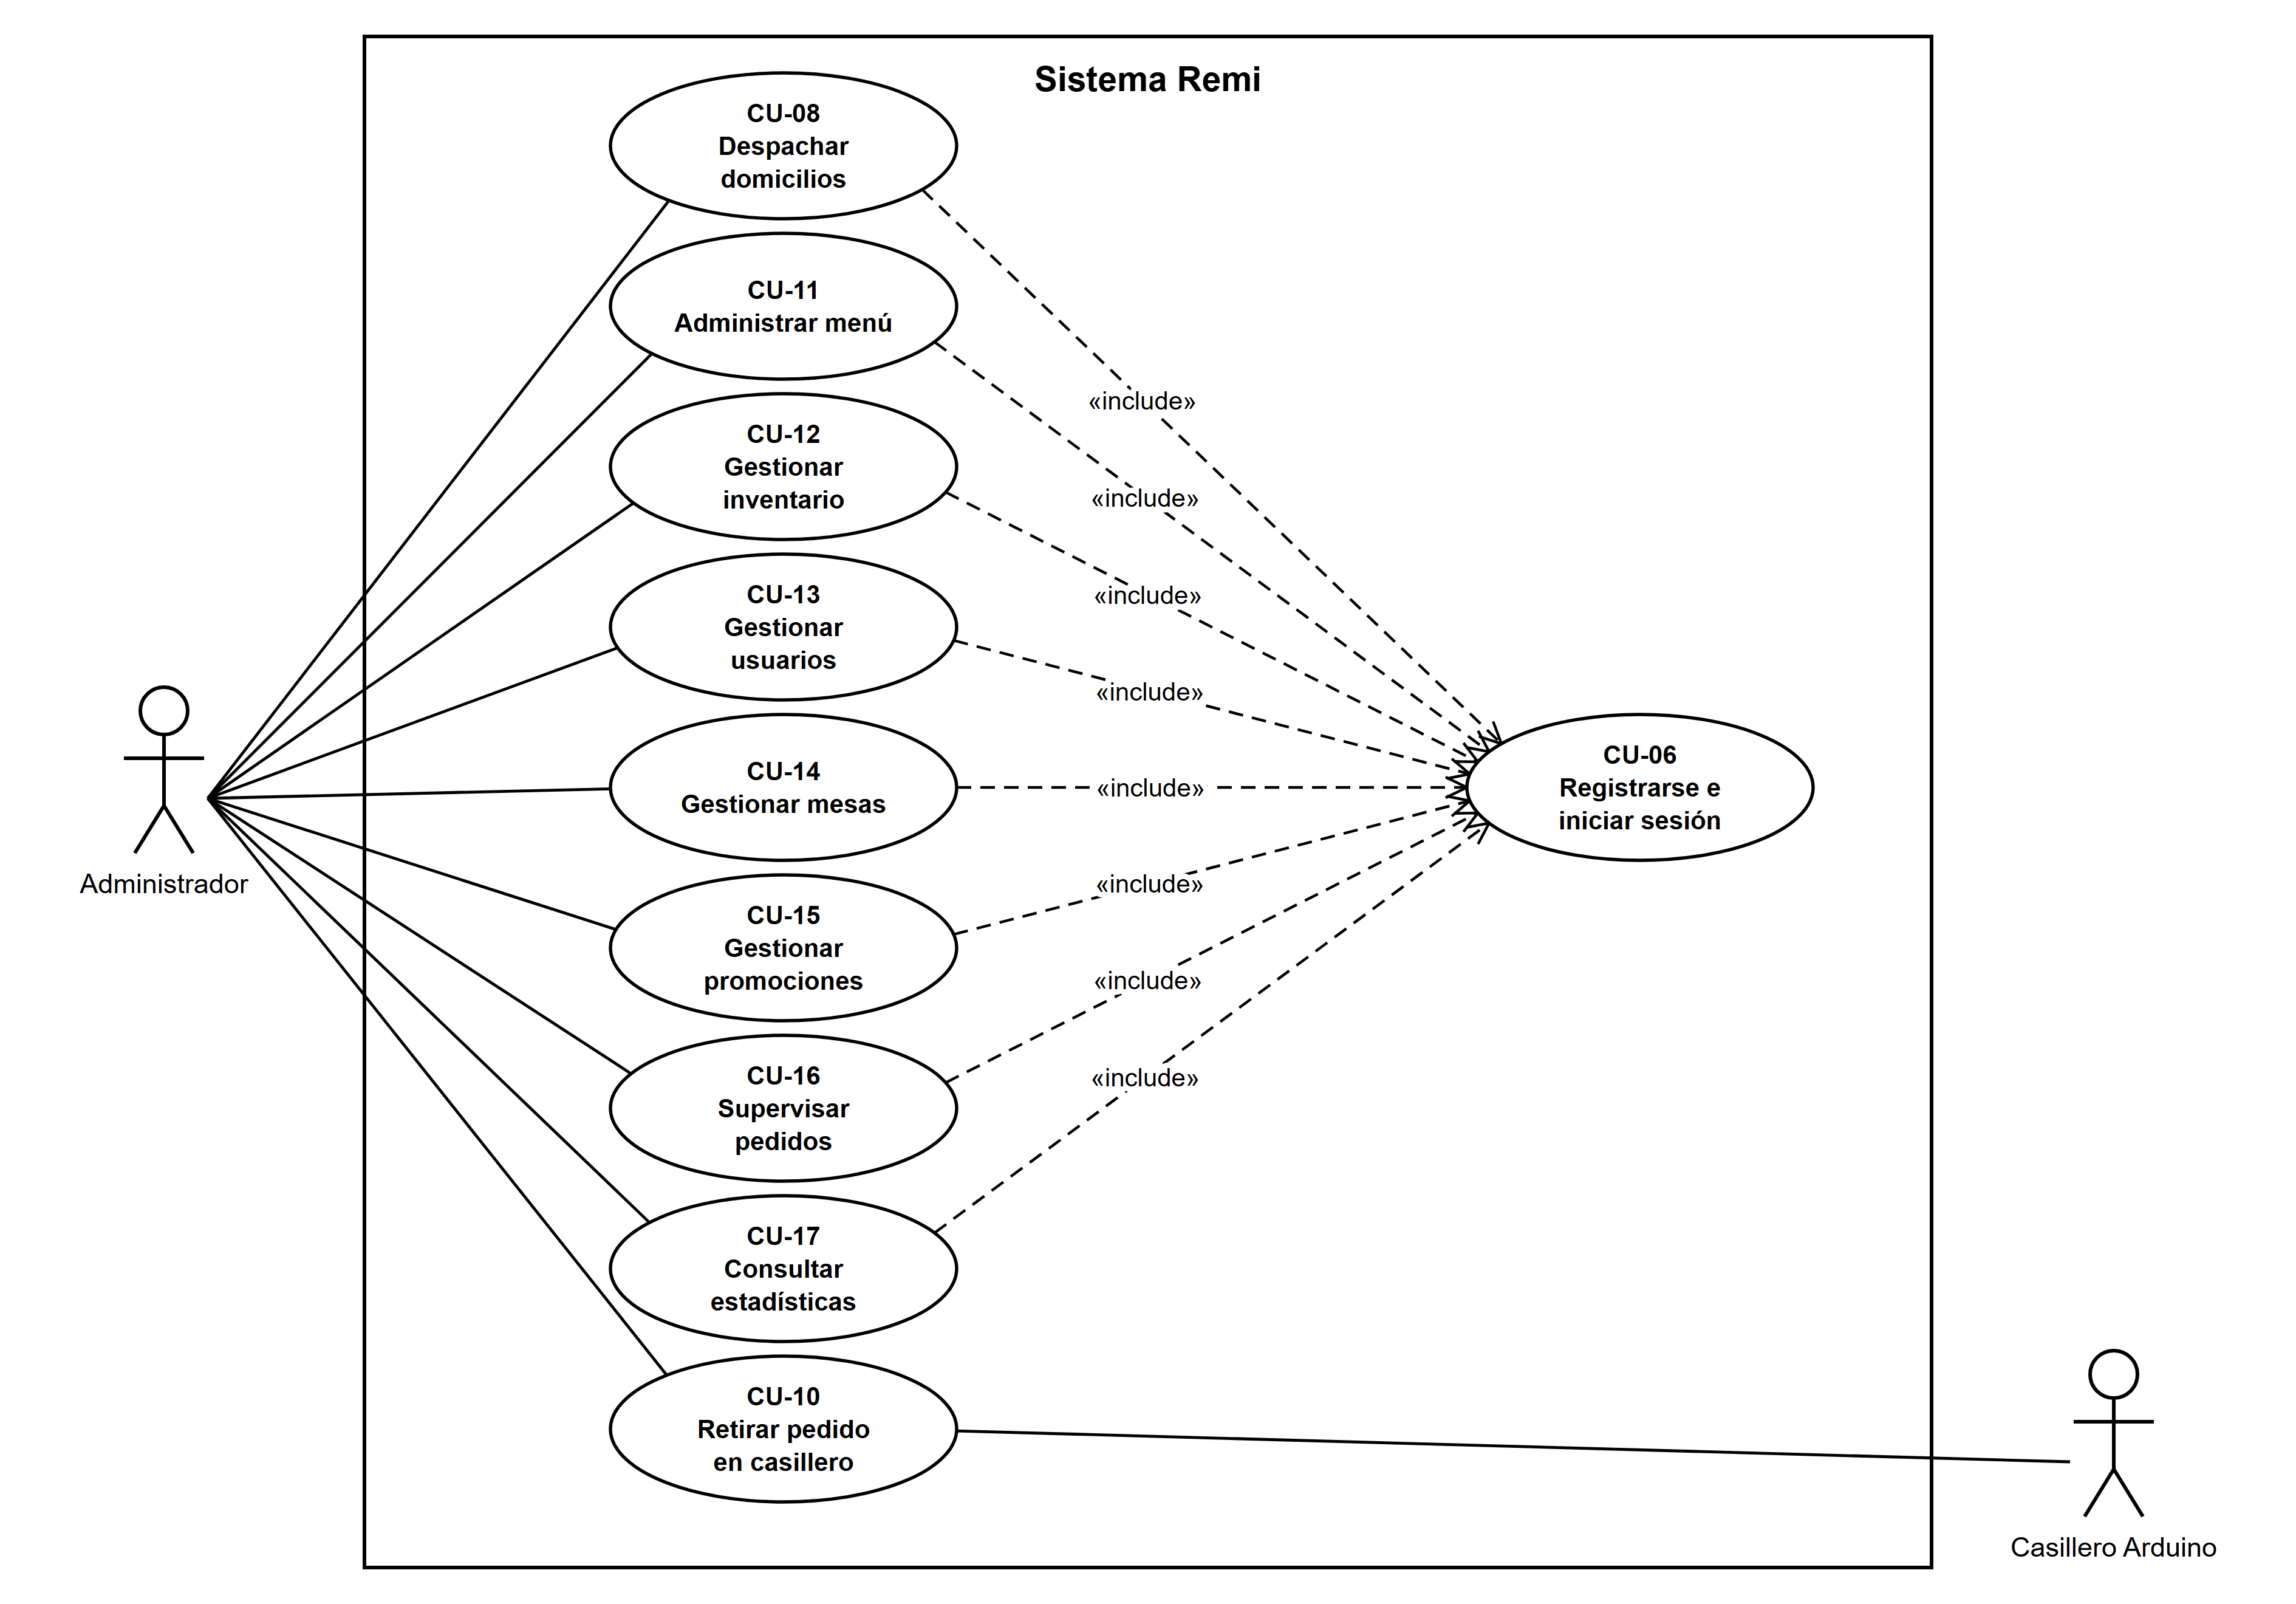 Sistema Remi
CU-08
Despachar
domicilios
CU-11
Administrar menú
«include»
CU-12
Gestionar
inventario
«include»
CU-13
Gestionar
usuarios
«include»
«include»
CU-14
Gestionar mesas
«include»
CU-06
Registrarse e
iniciar sesión
Administrador
CU-15
Gestionar
promociones
«include»
CU-16
Supervisar
pedidos
«include»
«include»
CU-17
Consultar
estadísticas
CU-10
Retirar pedido
en casillero
Casillero Arduino